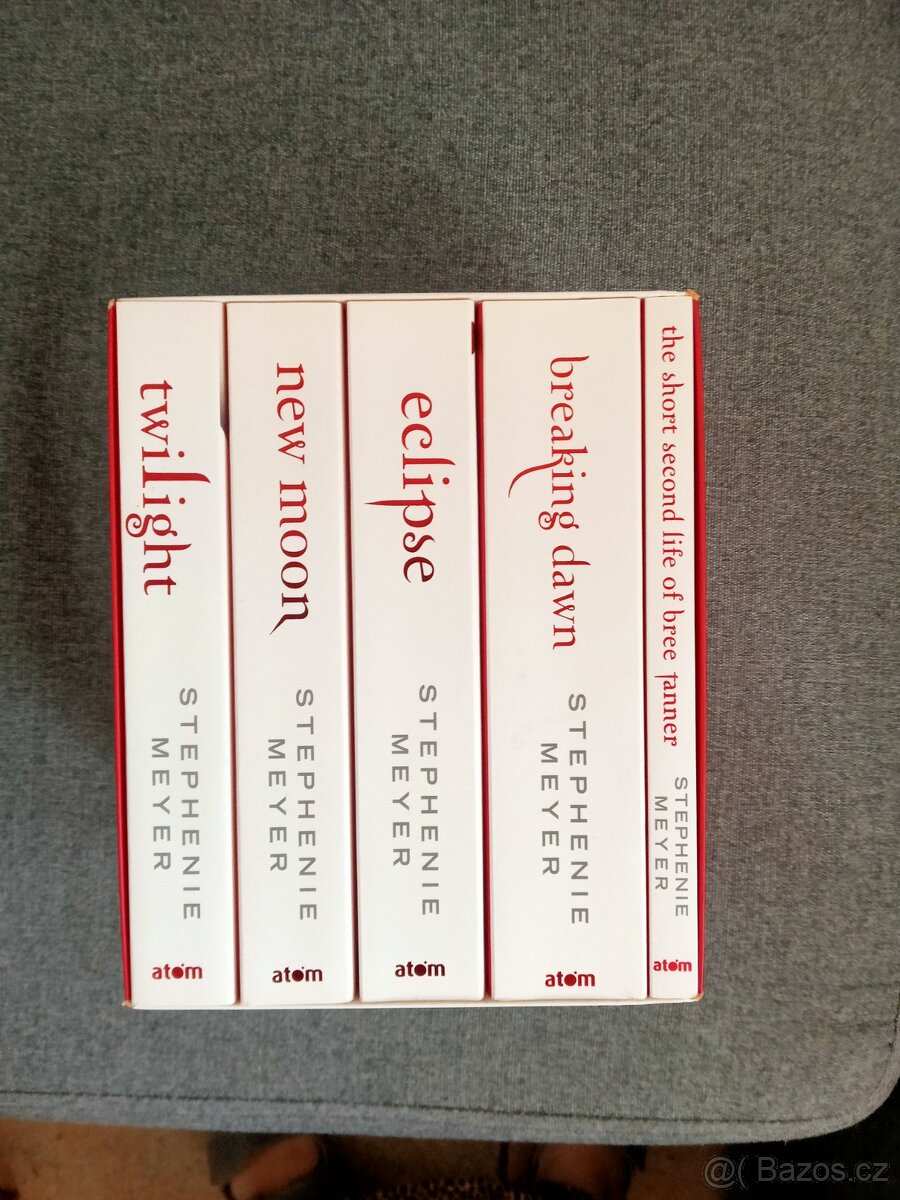 twilight
STEPHENIE
MEYER
atom
new moon
STEPHENIE
MEYER
atom
eclipse
STEPHENIE
MEYER
atom
breaking dawn
STEPHENIE
MEYER
atom
the short second life of bree tanner
STEPHENIE
MEYER
atom
@( Bazos.cz